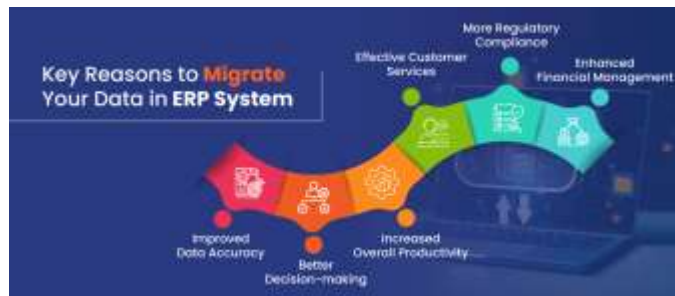 Key Reasons to Migrate
Your Data in ERP System
Improved
Data Accuracy
Better
Decision-making
Increased
Overall Productivity
Effective Customer
Services
More Regulatory
Compliance
Enhanced
Financial Management